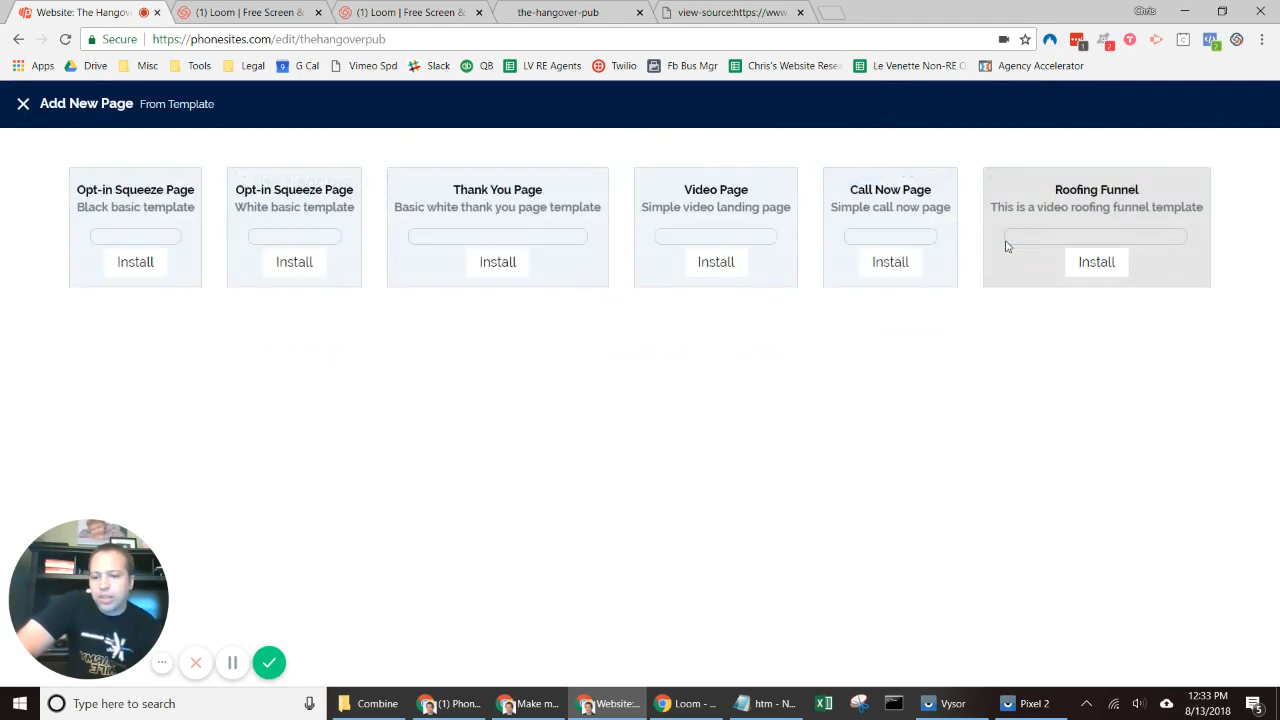 Website: The Hangov
(1) Loom | Free Screen &
(1) Loom | Free Screen &
the-hangover-pub
view-source:https://www
Chris
Secure
https://phonesites.com/edit/thehangoverpub
1
2
2
Apps
Drive
Misc
Tools
Legal
9
G Cal
Vimeo Spd
Slack
QB
LV RE Agents
Twilio
Fb Bus Mgr
Chris's Website Resea
Le Venette Non-RE O
Agency Accelerator
Add New Page From Template
Opt-in Squeeze Page
Black basic template
Install
Opt-in Squeeze Page
White basic template
Install
Thank You Page
Basic white thank you page template
Install
Video Page
Simple video landing page
Install
Call Now Page
Simple call now page
Install
Roofing Funnel
This is a video roofing funnel template
Install
Type here to search
Combine
(1) Phon...
Make m...
Website:...
Loom - ...
htm - N...
Vysor
Pixel 2
12:33 PM
8/13/2018
5